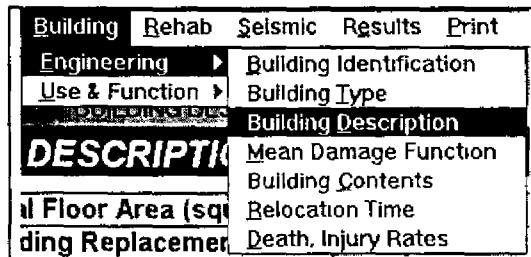 Building Rehab Seismic Results Print
Engineering
Use & Function
Building Identification
Building Type
Building Description
Mean Damage Function
Building Contents
Relocation Time
Death, Injury Rates
DESCRIPTI
al Floor Area (squ
ding Replacemen